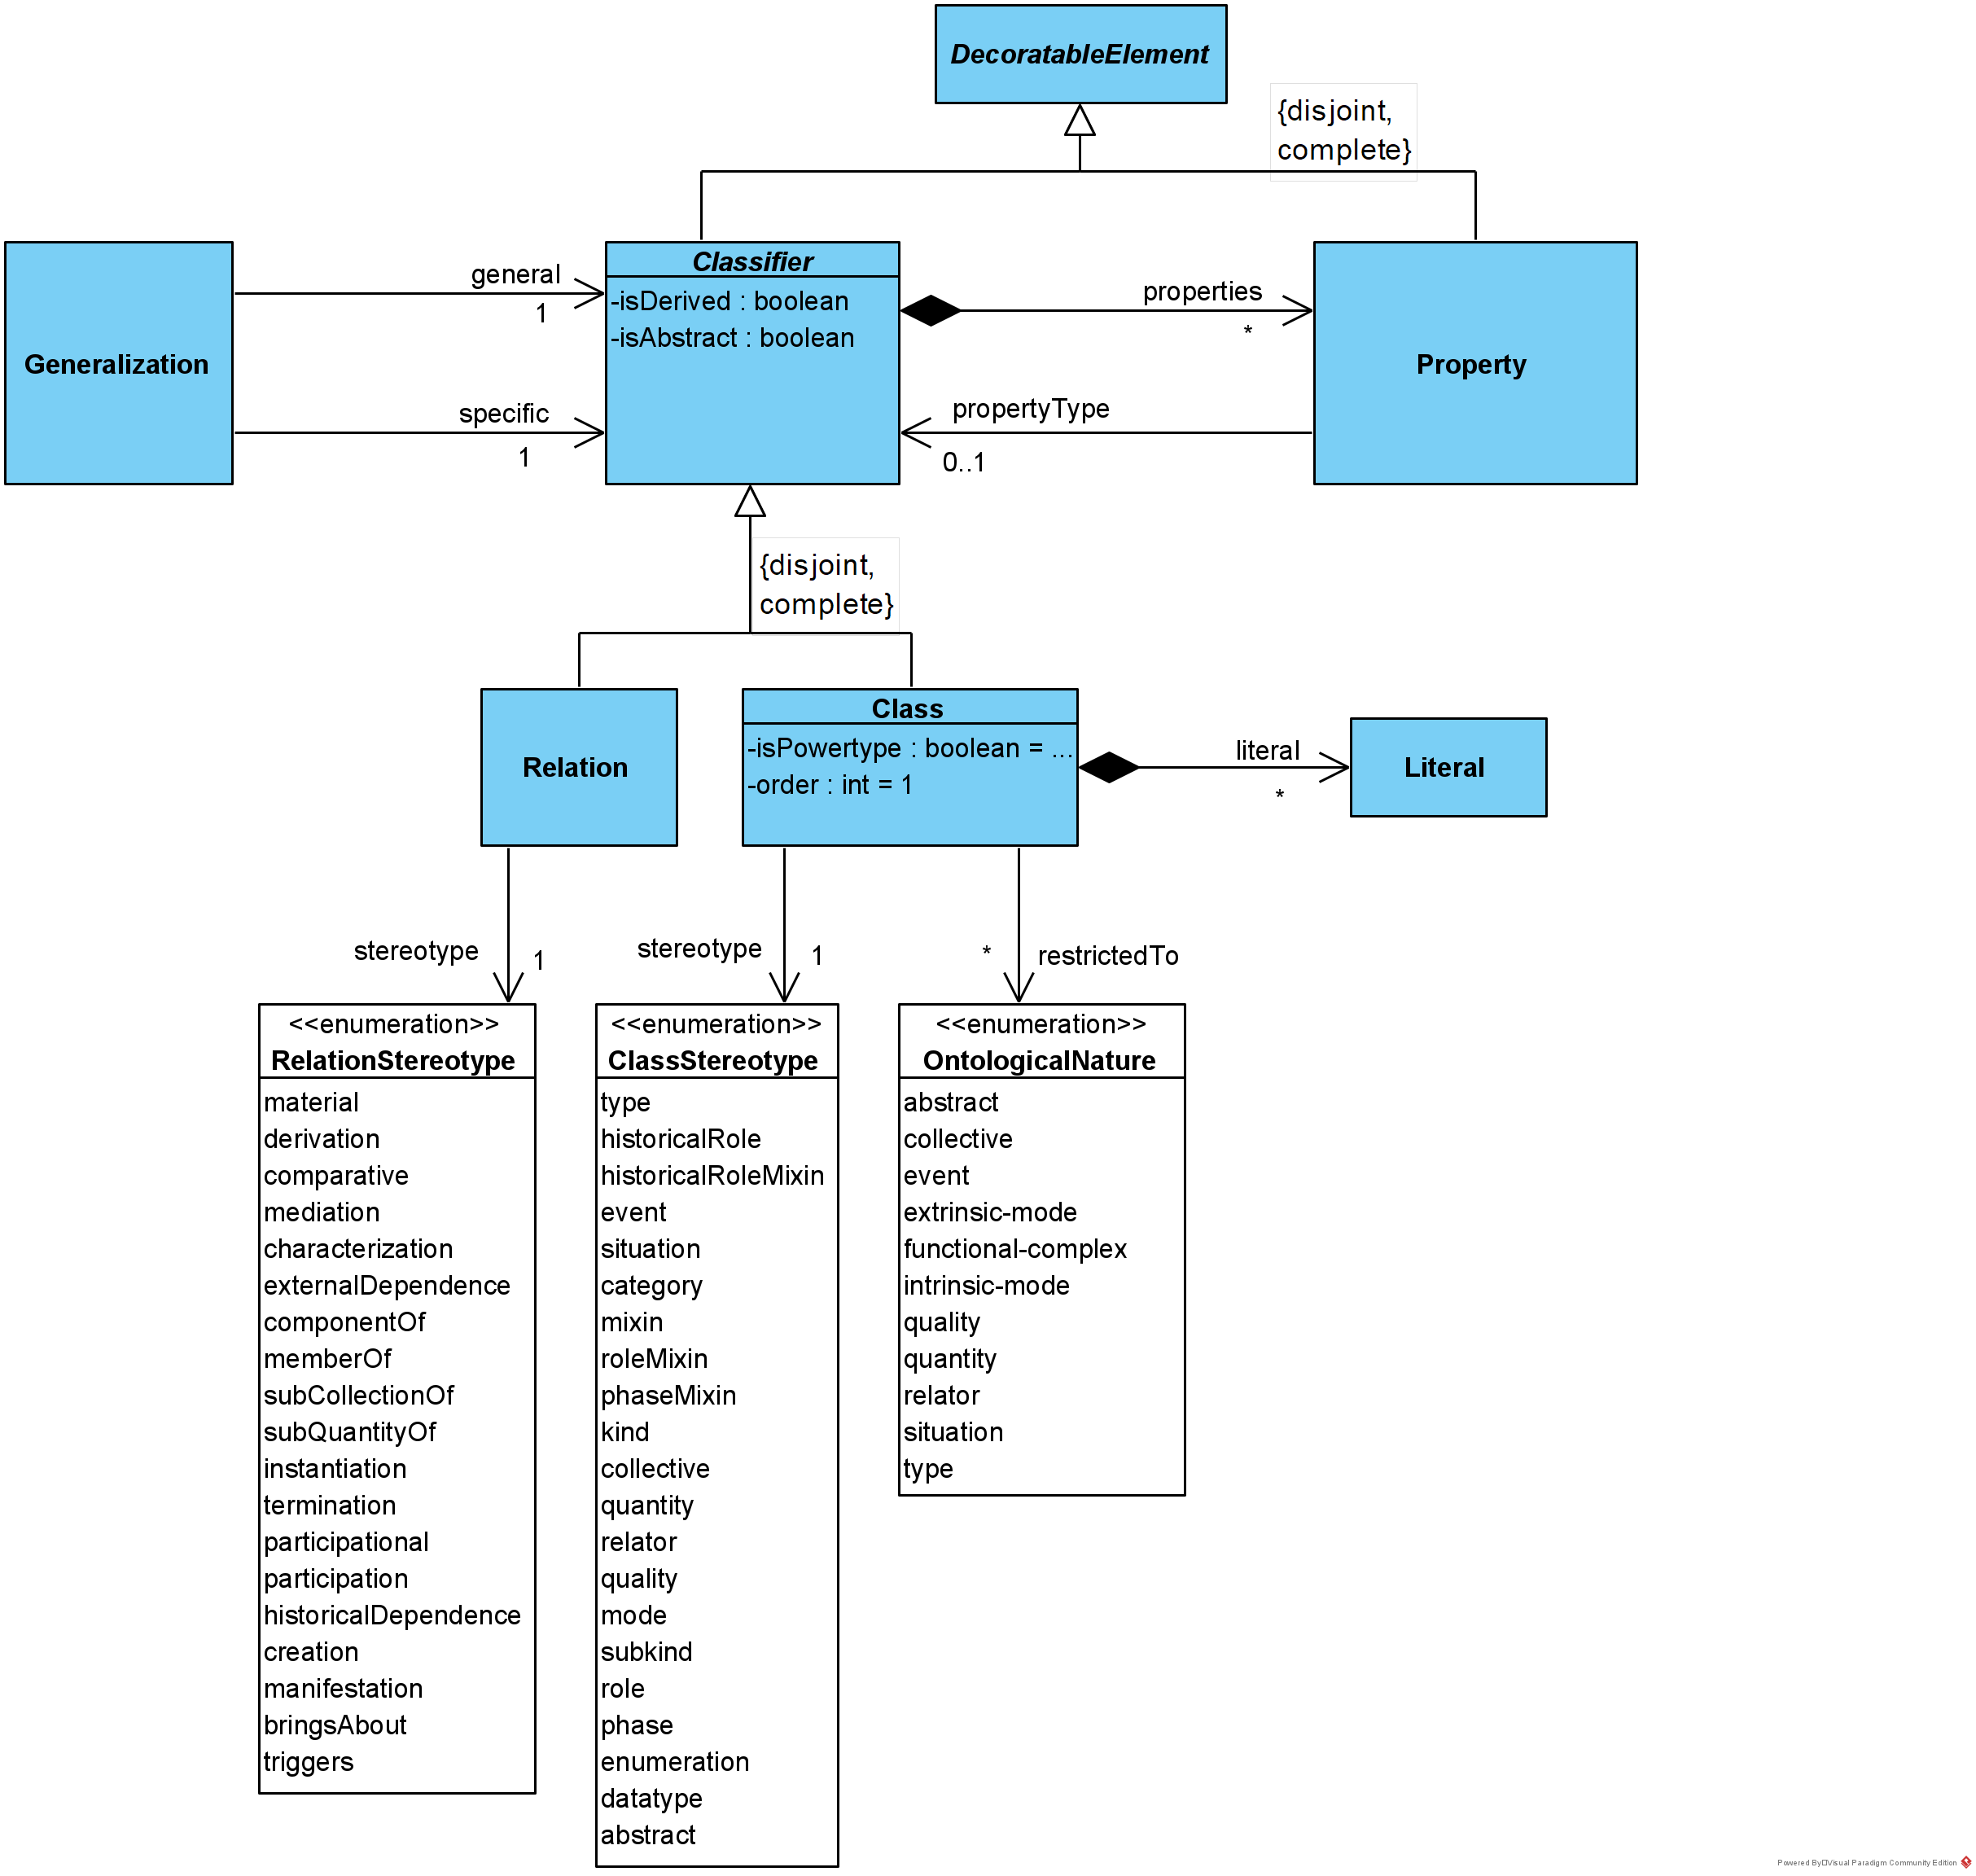 DecoratableElement
{disjoint,
complete}
Generalization
general
1
specific
1
Classifier
-isDerived : boolean
-isAbstract : boolean
properties
*
propertyType
0..1
Property
{disjoint,
complete}
Relation
Class
-isPowertype : boolean = ...
-order : int = 1
literal
*
Literal
stereotype
1
stereotype
1
*
restrictedTo
<<enumeration>>
RelationStereotype
material
derivation
comparative
mediation
characterization
externalDependence
componentOf
memberOf
subCollectionOf
subQuantityOf
instantiation
termination
participational
participation
historicalDependence
creation
manifestation
bringsAbout
triggers
<<enumeration>>
ClassStereotype
type
historicalRole
historicalRoleMixin
event
situation
category
mixin
roleMixin
phaseMixin
kind
collective
quantity
relator
quality
mode
subkind
role
phase
enumeration
datatype
abstract
<<enumeration>>
OntologicalNature
abstract
collective
event
extrinsic-mode
functional-complex
intrinsic-mode
quality
quantity
relator
situation
type
Powered By Visual Paradigm Community Edition